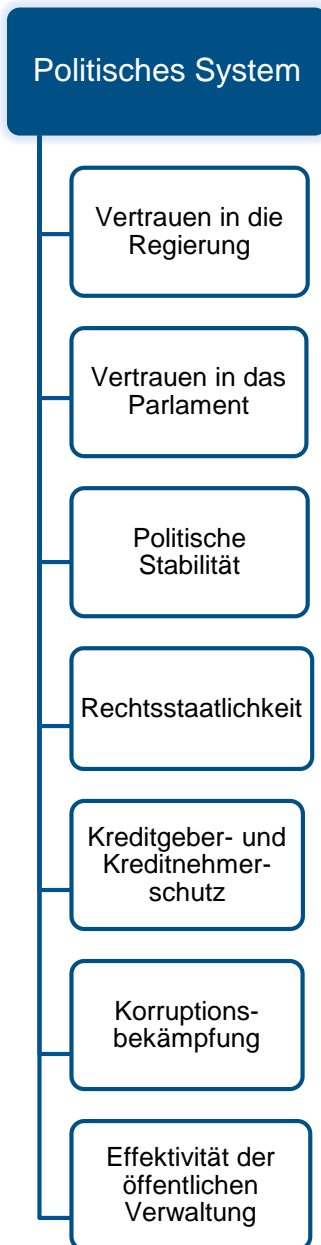 Politisches System
Vertrauen in die
Regierung
Vertrauen in das
Parlament
Politische
Stabilität
Rechtsstaatlichkeit
Kreditgeber- und
Kreditnehmer-
schutz
Korruptions-
bekämpfung
Effektivität der
öffentlichen
Verwaltung